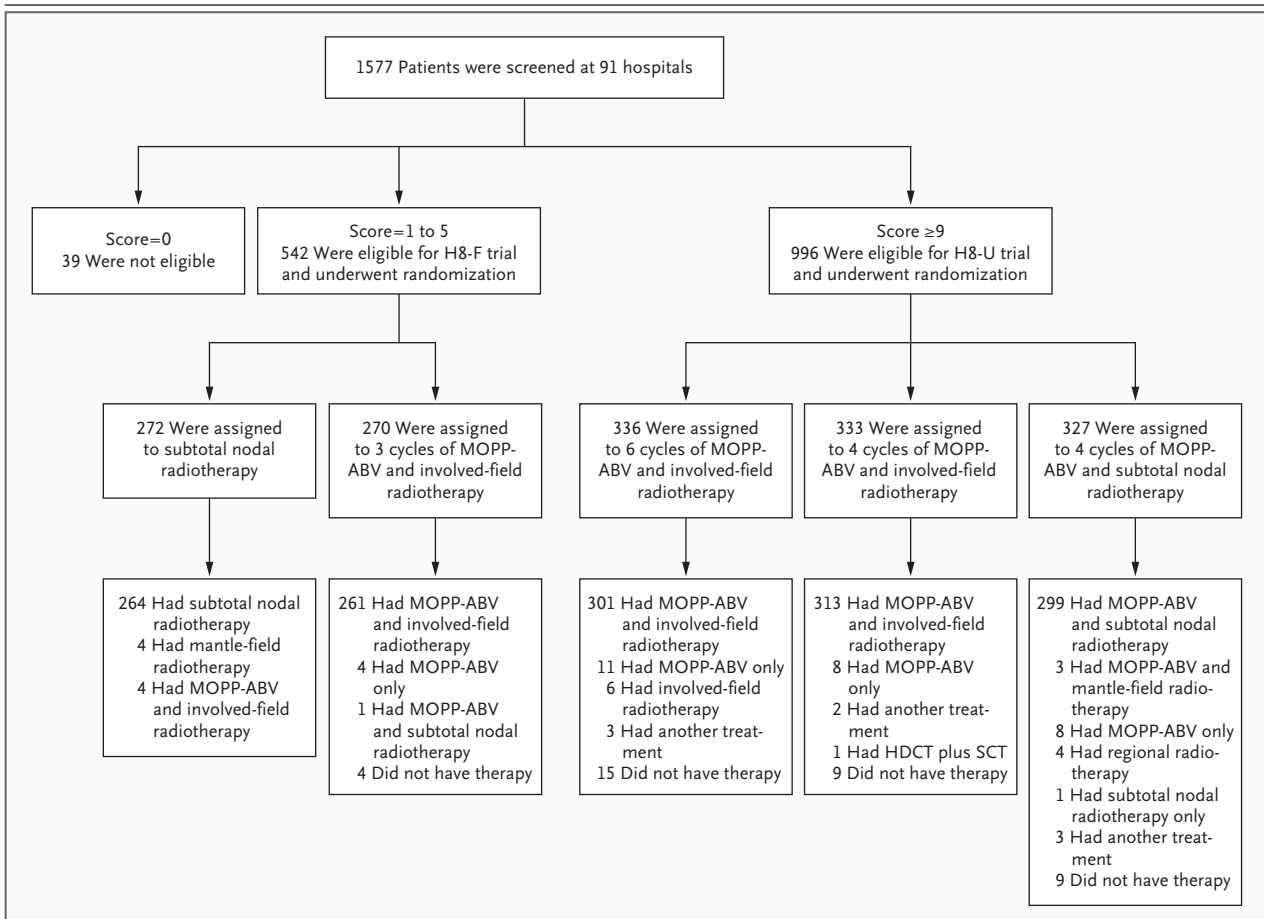 1577 Patients were screened at 91 hospitals
Score=0
39 Were not eligible
Score=1 to 5
542 Were eligible for H8-F trial
and underwent randomization
Score ≥9
996 Were eligible for H8-U trial
and underwent randomization
272 Were assigned
to subtotal nodal
radiotherapy
270 Were assigned
to 3 cycles of MOPP-
ABV and involved-field
radiotherapy
336 Were assigned
to 6 cycles of MOPP-
ABV and involved-field
radiotherapy
333 Were assigned
to 4 cycles of MOPP-
ABV and involved-field
radiotherapy
327 Were assigned
to 4 cycles of MOPP-
ABV and subtotal nodal
radiotherapy
264 Had subtotal nodal
radiotherapy
4 Had mantle-field
radiotherapy
4 Had MOPP-ABV
and involved-field
radiotherapy
261 Had MOPP-ABV
and involved-field
radiotherapy
4 Had MOPP-ABV
only
1 Had MOPP-ABV
and subtotal nodal
radiotherapy
4 Did not have therapy
301 Had MOPP-ABV
and involved-field
radiotherapy
11 Had MOPP-ABV only
6 Had involved-field
radiotherapy
3 Had another treat-
ment
15 Did not have therapy
313 Had MOPP-ABV
and involved-field
radiotherapy
8 Had MOPP-ABV
only
2 Had another treat-
ment
1 Had HDCT plus SCT
9 Did not have therapy
299 Had MOPP-ABV
and subtotal nodal
radiotherapy
3 Had MOPP-ABV and
mantle-field radio-
therapy
8 Had MOPP-ABV only
4 Had regional radio-
therapy
1 Had subtotal nodal
radiotherapy only
3 Had another treat-
ment
9 Did not have therapy